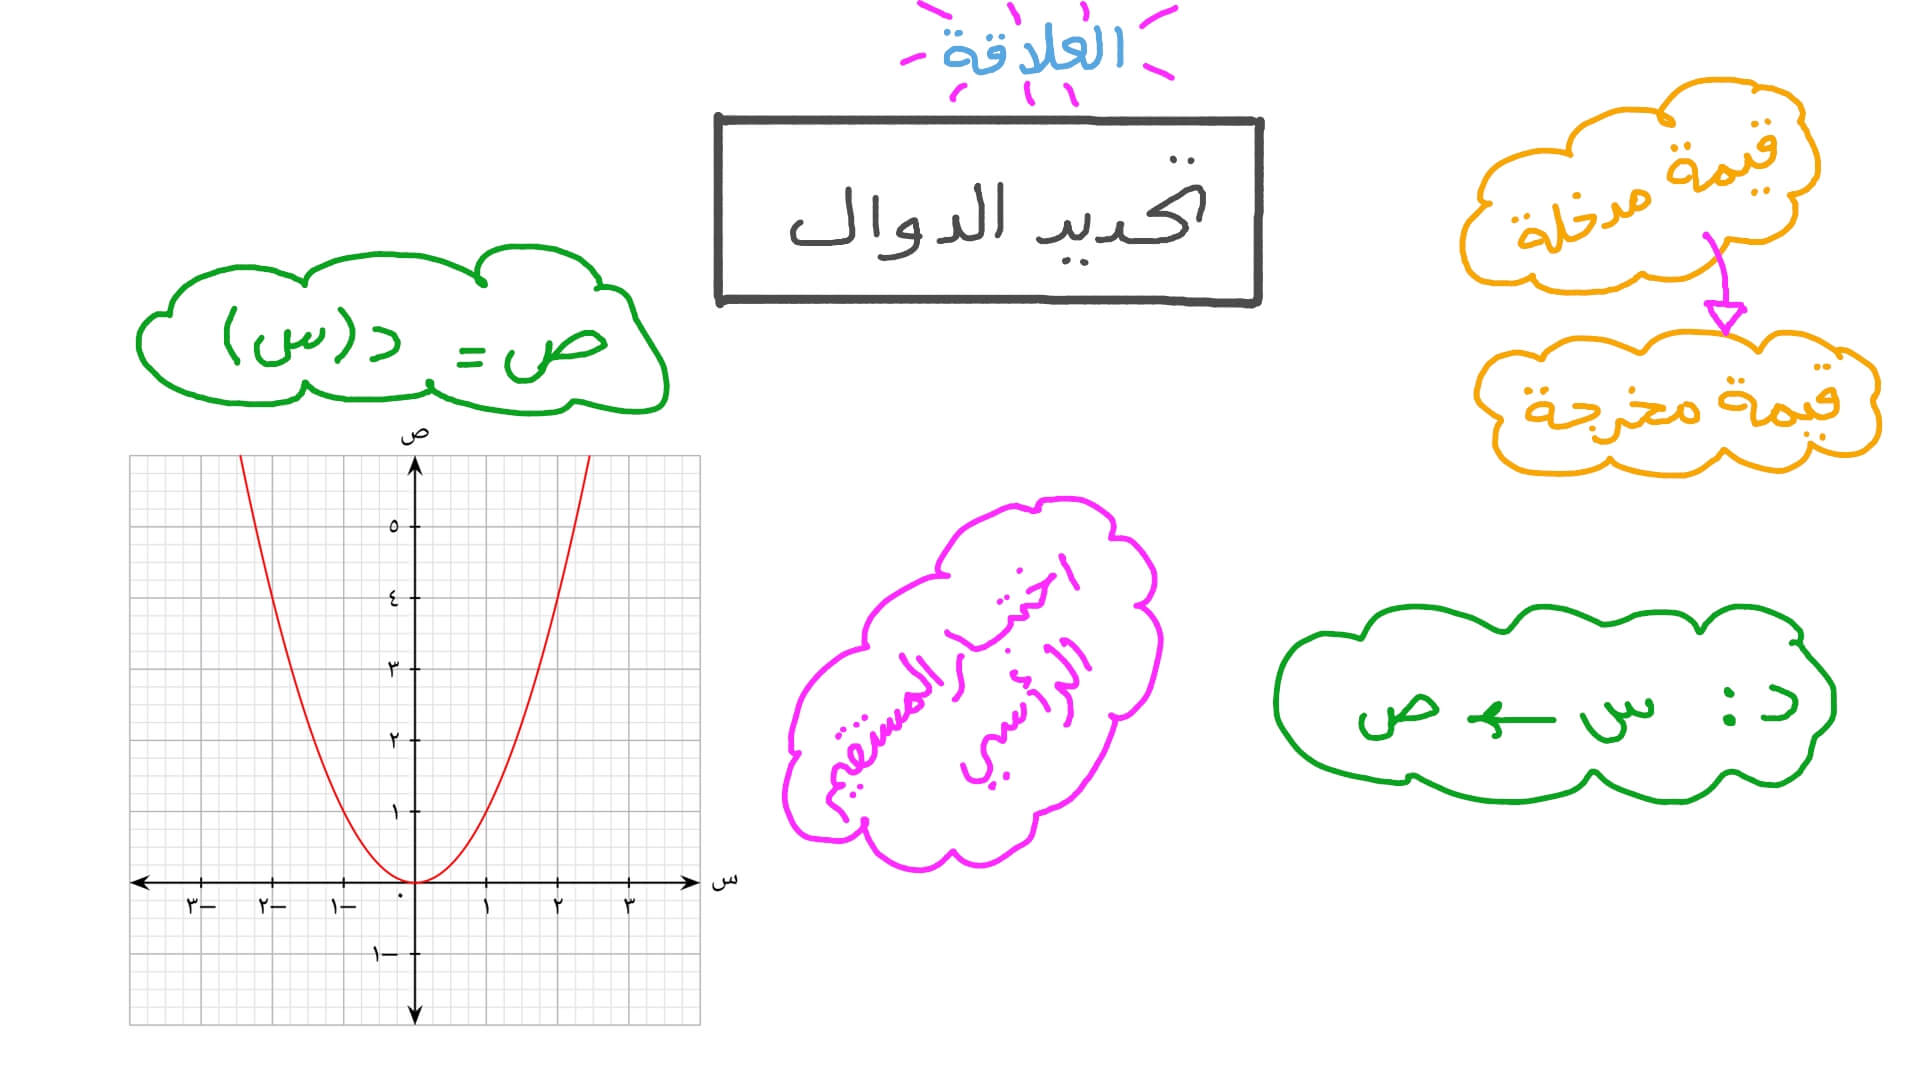 العلاقة
تحديد الدوال
قيمة مدخلة
قيمة مخرجة
ص = د(س)
د: س ← ص
اختبر
المستقيم الرأسي
ص
٥
٤
٣
٢
١
٠
−٣ −٢ −١ ١ ٢ ٣ س
−١